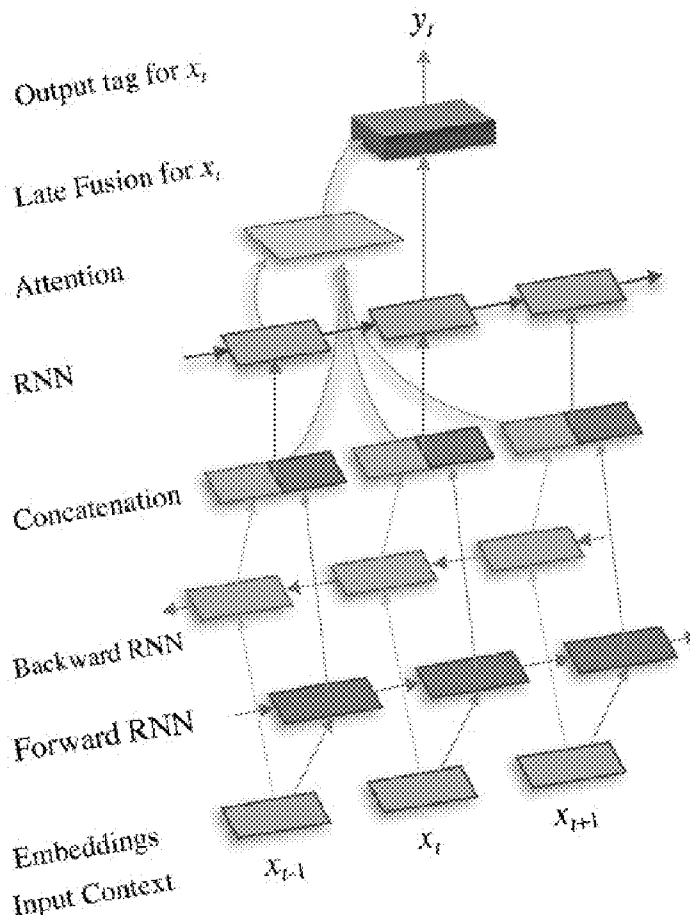 y_t
Output tag for x_t
Late Fusion for x_t
Attention
RNN
Concatenation
Backward RNN
Forward RNN
Embeddings
Input Context
x_{t-1}
x_t
x_{t+1}